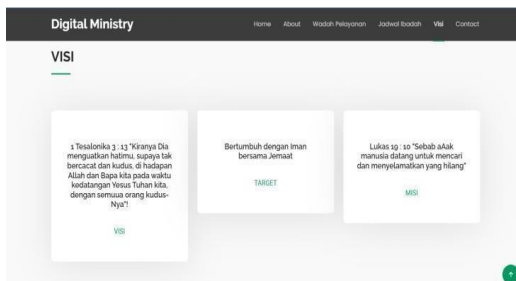 Digital Ministry
Home About Wadah Pelayanan Jadwal Ibadah Visi Contact
VISI
1 Tesalonika 3 : 13 "Kiranya Dia
menguatkan hatimu, supaya tak
bercacat dan kudus, di hadapan
Allah dan Bapa kita pada waktu
kedatangan Yesus Tuhan kita,
dengan semuua orang kudus-
Nya"!
VISI
Bertumbuh dengan Iman
bersama Jemaat
TARGET
Lukas 19 : 10 "Sebab aAak
manusia datang untuk mencari
dan menyelamatkan yang hilang"
MISI